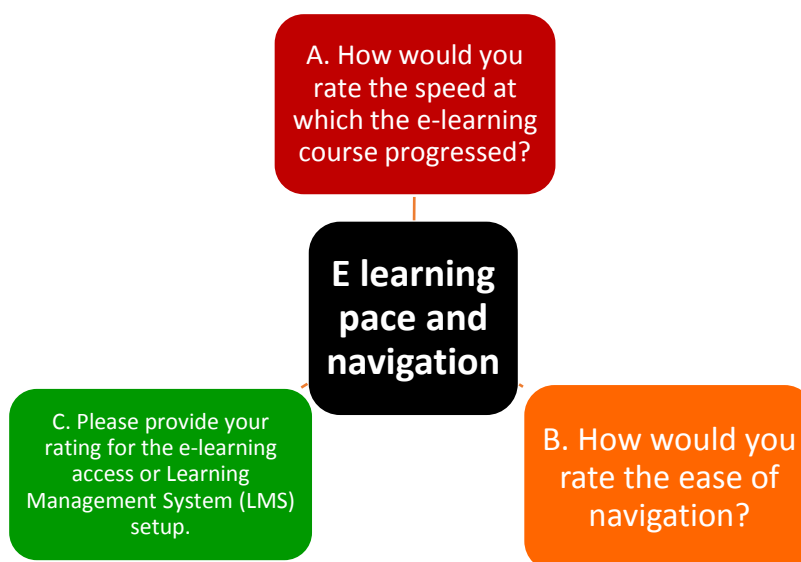 A. How would you
rate the speed at
which the e-learning
course progressed?
E learning
pace and
navigation
C. Please provide your
rating for the e-learning
access or Learning
Management System (LMS)
setup.
B. How would you
rate the ease of
navigation?